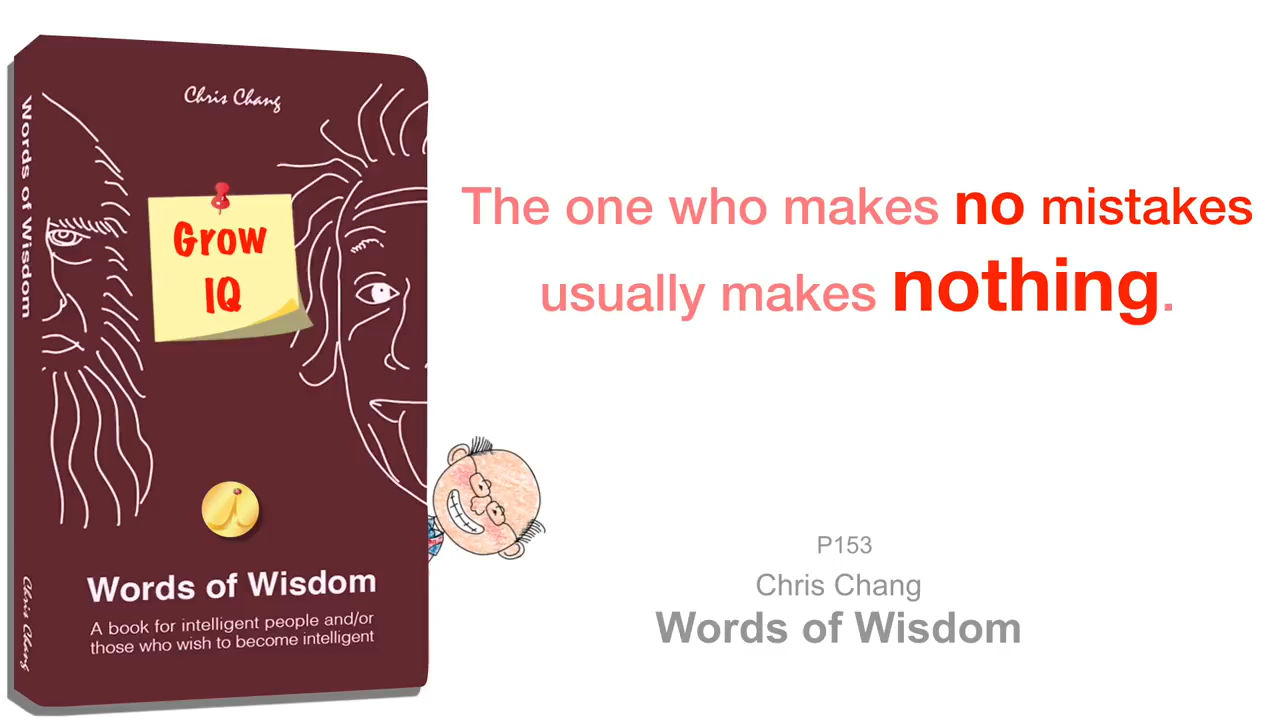 Chris Chang
Words of Wisdom
Grow
IQ
Words of Wisdom
A book for intelligent people and/or
those who wish to become intelligent
Chris Chang
The one who makes no mistakes
usually makes nothing.
P153
Chris Chang
Words of Wisdom